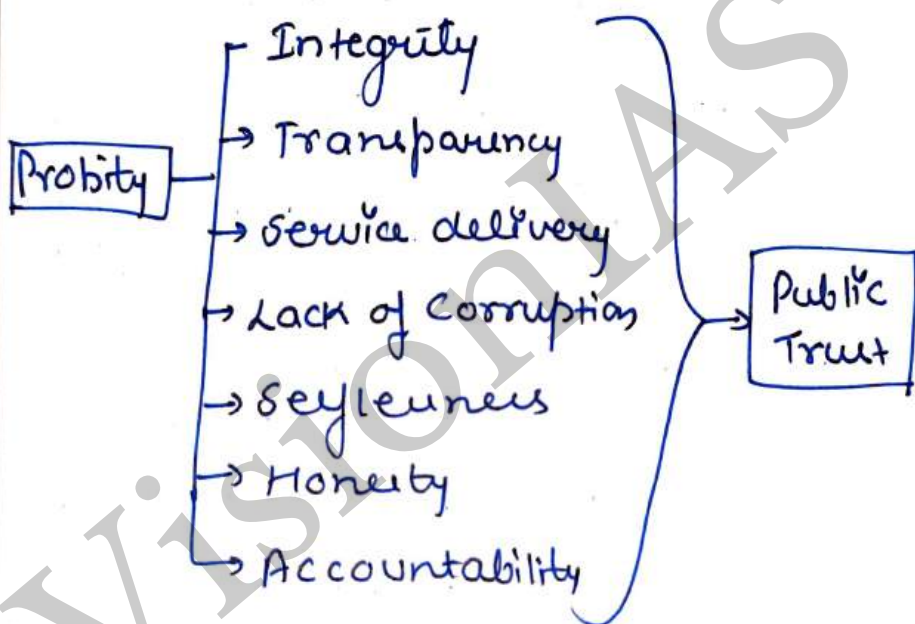 Integrity
Transparency
Probity
Service delivery
Lack of Corruption
Selflessness
Honesty
Accountability
Public
Trust
VisionIAS